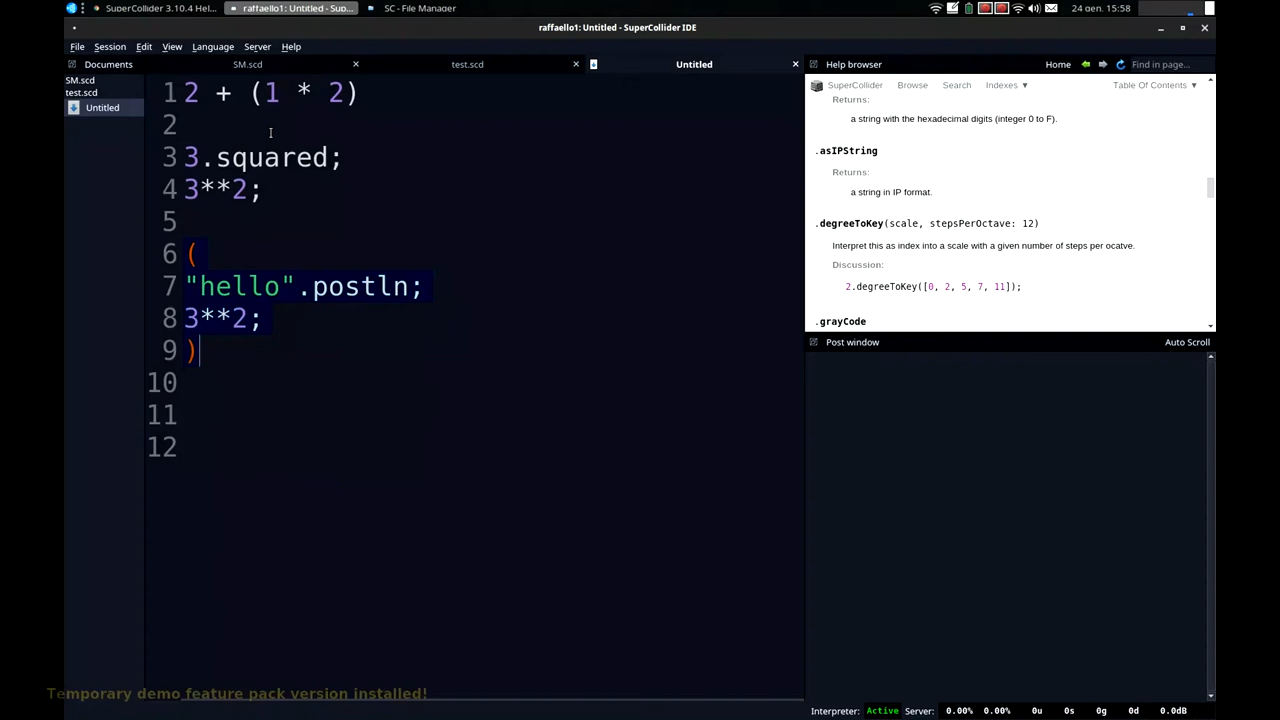 SuperCollider 3.10.4 Hel...
raffaello1: Untitled - Sup...
SC - File Manager
24 gen, 15:58
raffaello1: Untitled - SuperCollider IDE
File Session Edit View Language Server Help
Documents
SM.scd
test.scd
Untitled
SM.scd
test.scd
Untitled
1 2 + (1 * 2)
2
3 3.squared;
4 3**2;
5
6 (
7 "hello".postln;
8 3**2;
9 )
10
11
12
Help browser
Home
Find in page...
SuperCollider Browse Search Indexes ▼ Table Of Contents ▼
Returns:
a string with the hexadecimal digits (integer 0 to F).
.asIPString
Returns:
a string in IP format.
.degreeToKey(scale, stepsPerOctave: 12)
Interpret this as index into a scale with a given number of steps per ocatve.
Discussion:
2.degreeToKey([0, 2, 5, 7, 11]);
.grayCode
Post window
Auto Scroll
Temporary demo feature pack version installed!
Interpreter: Active Server: 0.00% 0.00% 0u 0s 0g 0d 0.0dB